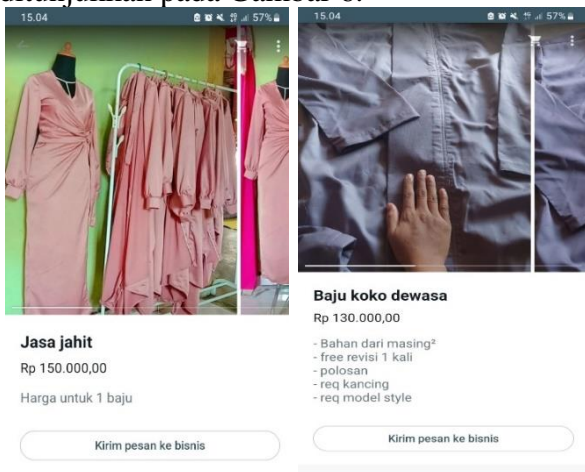 ditunjukkan pada Gambar 6.
15.04
57%
Jasa jahit
Rp 150.000,00
Harga untuk 1 baju
Kirim pesan ke bisnis
15.04
57%
Baju koko dewasa
Rp 130.000,00
- Bahan dari masing²
- free revisi 1 kali
- polosan
- req kancing
- req model style
Kirim pesan ke bisnis